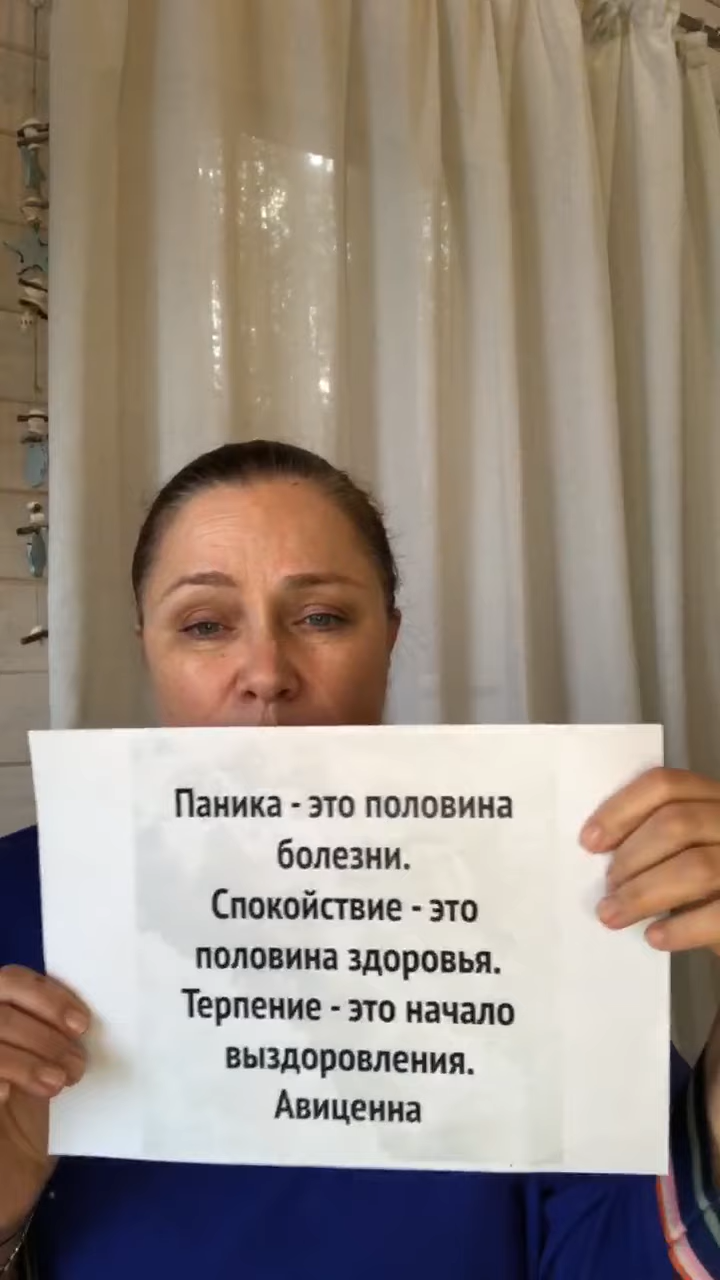 Паника - это половина
болезни.
Спокойствие - это
половина здоровья.
Терпение - это начало
выздоровления.
Авиценна